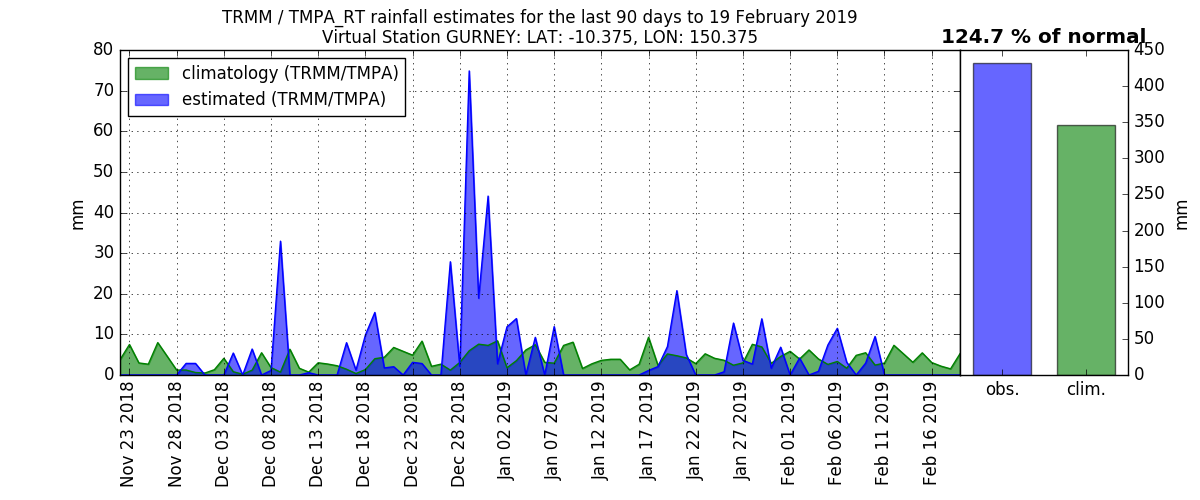 TRMM / TMPA_RT rainfall estimates for the last 90 days to 19 February 2019
Virtual Station GURNEY: LAT: -10.375, LON: 150.375
124.7 % of normal
climatology (TRMM/TMPA)
estimated (TRMM/TMPA)
mm
80
70
60
50
40
30
20
10
0
Nov 23 2018
Nov 28 2018
Dec 03 2018
Dec 08 2018
Dec 13 2018
Dec 18 2018
Dec 23 2018
Dec 28 2018
Jan 02 2019
Jan 07 2019
Jan 12 2019
Jan 17 2019
Jan 22 2019
Jan 27 2019
Feb 01 2019
Feb 06 2019
Feb 11 2019
Feb 16 2019
450
400
350
300
250
200
150
100
50
0
mm
obs.
clim.